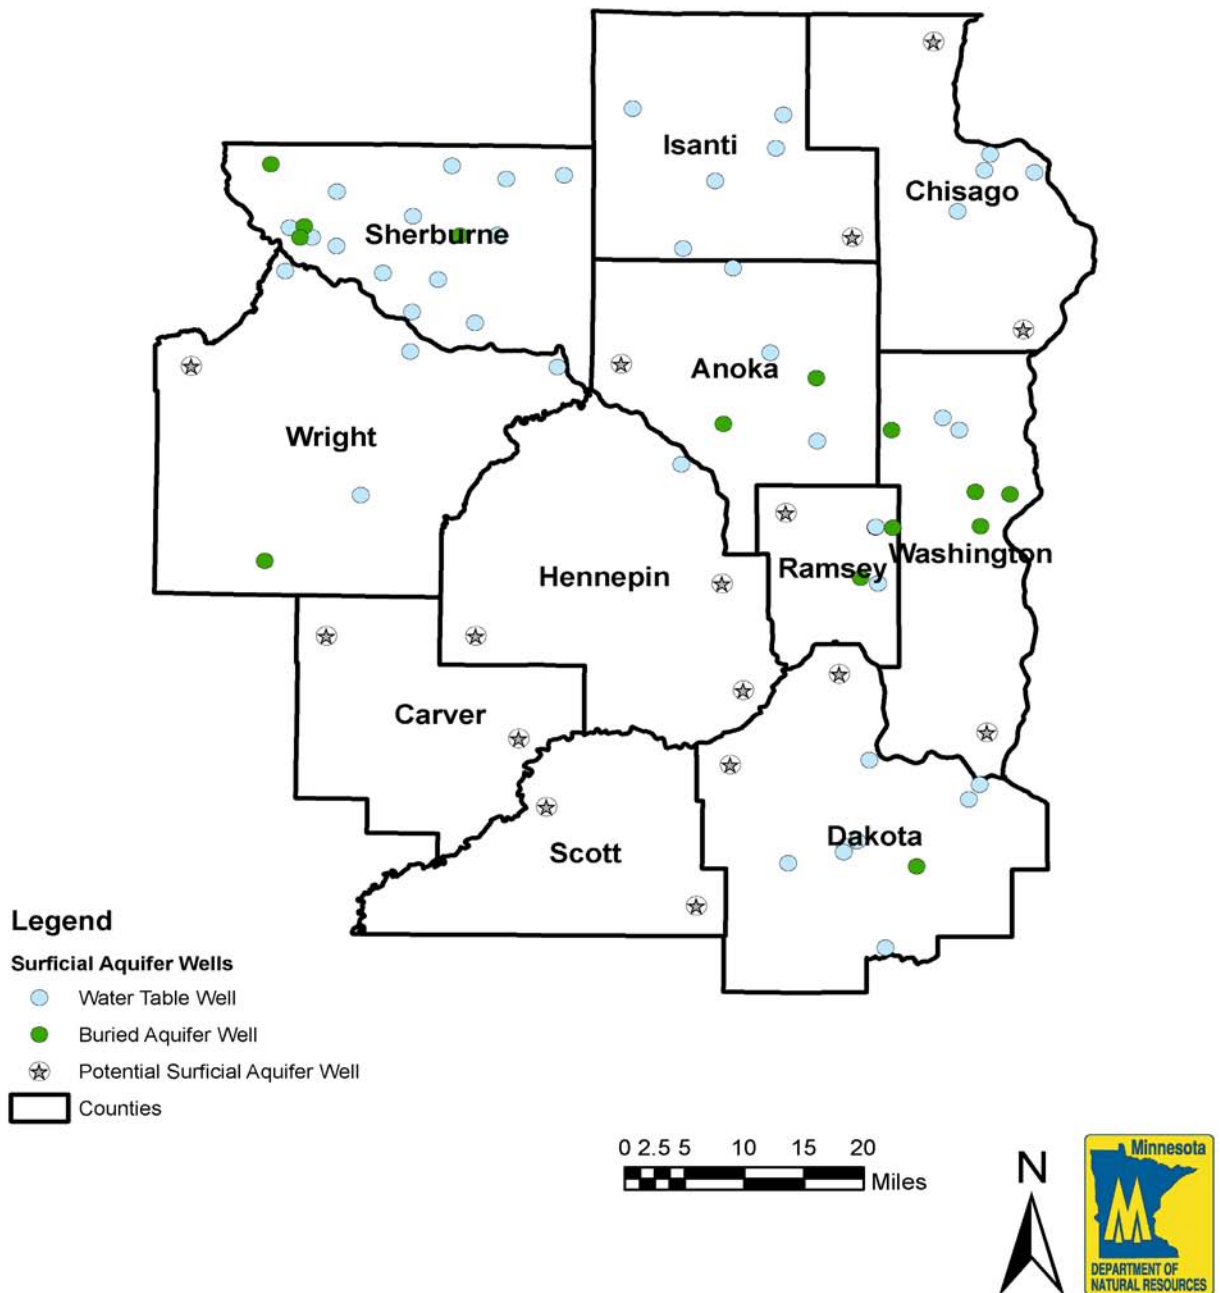 Isanti
Chisago
Sherburne
Anoka
Wright
Hennepin
Ramsey
Washington
Carver
Dakota
Scott
Legend
Surficial Aquifer Wells
Water Table Well
Buried Aquifer Well
Potential Surficial Aquifer Well
Counties
0 2.5 5 10 15 20
Miles
N
Minnesota
DEPARTMENT OF
NATURAL RESOURCES